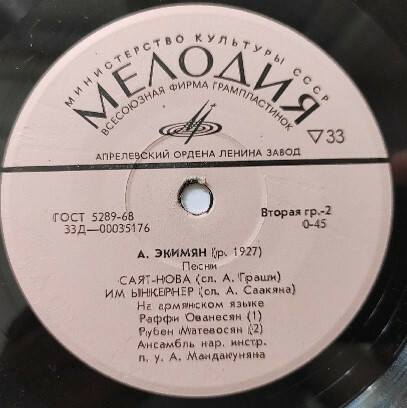 МИНИСТЕРСТВО КУЛЬТУРЫ СССР
МЕЛОДИЯ
ВСЕСОЮЗНАЯ ФИРМА ГРАМПЛАСТИНОК
▽33
АПРЕЛЕВСКИЙ ОРДЕНА ЛЕНИНА ЗАВОД
ГОСТ 5289-68
33Д—00035176
Вторая гр.-2
0-45
А. ЭКИМЯН (р. 1927)
Песни
САЯТ-НОВА (сл. А. Граши)
ИМ ЫНКЕРНЕР (сл. А. Саакяна)
На армянском языке
Раффи Ованесян (1)
Рубен Матевосян (2)
Ансамбль нар. инстр.
п. у. А. Мандакуняна